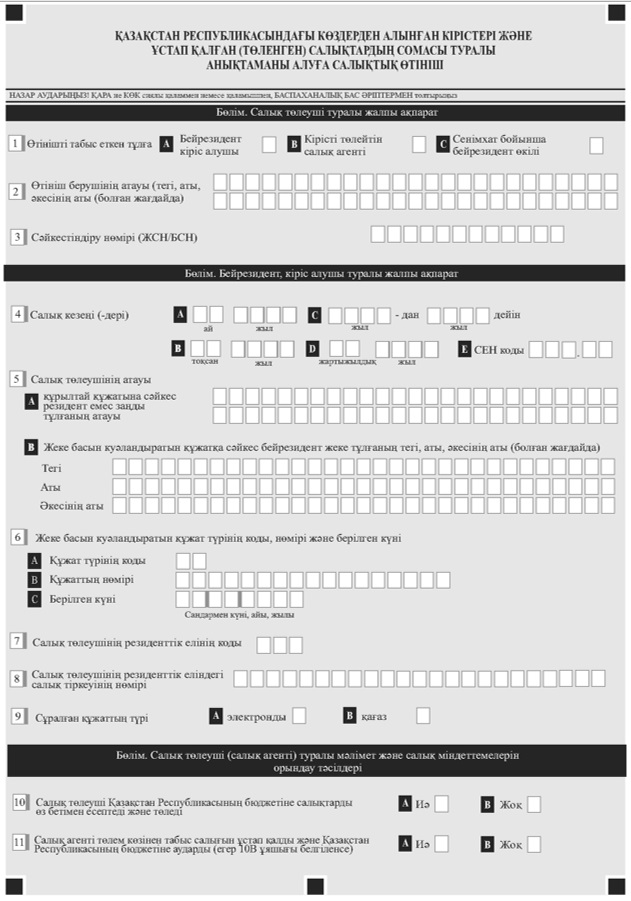 ҚАЗАҚСТАН РЕСПУБЛИКАСЫНДАҒЫ КӨЗДЕРДЕН АЛЫНҒАН КІРІСТЕРІ ЖӘНЕ
ҰСТАП ҚАЛҒАН (ТӨЛЕНГЕН) САЛЫҚТАРДЫҢ СОМАСЫ ТУРАЛЫ
АНЫҚТАМАНЫ АЛУҒА САЛЫҚТЫҚ ӨТІНІШ
НАЗАР АУДАРЫҢЫЗ! ҚАРА не КӨК сиялы қаламмен немесе қаламұшпен, БАСПАХАНАЛЫҚ БАС ӘРІПТЕРМЕН толтырыңыз
Бөлім. Салық төлеуші туралы жалпы ақпарат
1 Өтінішті табыс еткен тұлға A Бейрезидент B Кірісті төлейтін C Сенімхат бойынша
кіріс алушы салық агенті бейрезидент өкілі
2 Өтініш берушінің атауы (тегі, аты,
әкесінің аты (болған жағдайда)
3 Сәйкестіндіру нөмірі (ЖСН/БСН)
Бөлім. Бейрезидент, кіріс алушы туралы жалпы ақпарат
4 Салық кезеңі (-дері) A C - дан дейін
ай жыл жыл жыл
B D E СЕН коды .
тоқсан жыл жартыжылдық жыл
5 Салық төлеушінің атауы
A құрылтай құжатына сәйкес
резидент емес заңды
тұлғаның атауы
B Жеке басын куәландыратын құжатқа сәйкес бейрезидент жеке тұлғаның тегі, аты, әкесінің аты (болған жағдайда)
Тегі
Аты
Әкесінің аты
6 Жеке басын куәландыратын құжат түрінің коды, нөмірі және берілген күні
A Құжат түрінің коды
B Құжаттың нөмірі
C Берілген күні
Сандармен күні, айы, жылы
7 Салық төлеушінің резиденттік елінің коды
8 Салық төлеушінің резиденттік еліндегі
салық тіркеуінің нөмірі
9 Сұралған құжаттың түрі A электронды B қағаз
Бөлім. Салық төлеуші (салық агенті) туралы мәлімет және салық міндеттемелерін
орындау тәсілдері
10 Салық төлеуші Қазақстан Республикасының бюджетіне салықтарды A Иә B Жоқ
өз бетімен есептеді және төледі
11 Салық агенті төлем көзінен табыс салығын ұстап қалды және Қазақстан A Иә B Жоқ
Республикасының бюджетіне аударды (егер 10В ұяшығы белгіленсе)